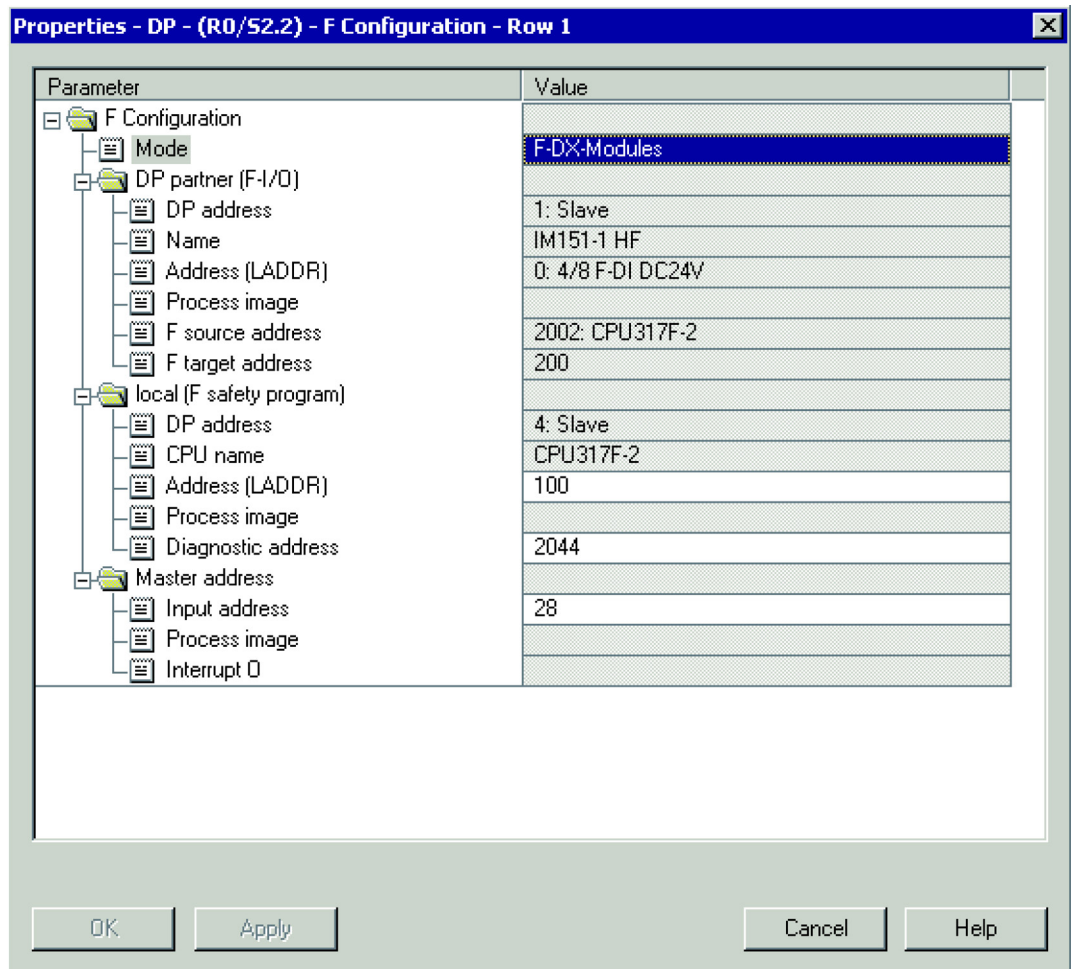 Properties - DP - (R0/S2.2) - F Configuration - Row 1
Parameter Value
F Configuration
Mode F-DX-Modules
DP partner (F-I/O)
DP address 1: Slave
Name IM151-1 HF
Address (LADDR) 0: 4/8 F-DI DC24V
Process image
F source address 2002: CPU317F-2
F target address 200
local (F safety program)
DP address 4: Slave
CPU name CPU317F-2
Address (LADDR) 100
Process image
Diagnostic address 2044
Master address
Input address 28
Process image
Interrupt O
OK Apply Cancel Help